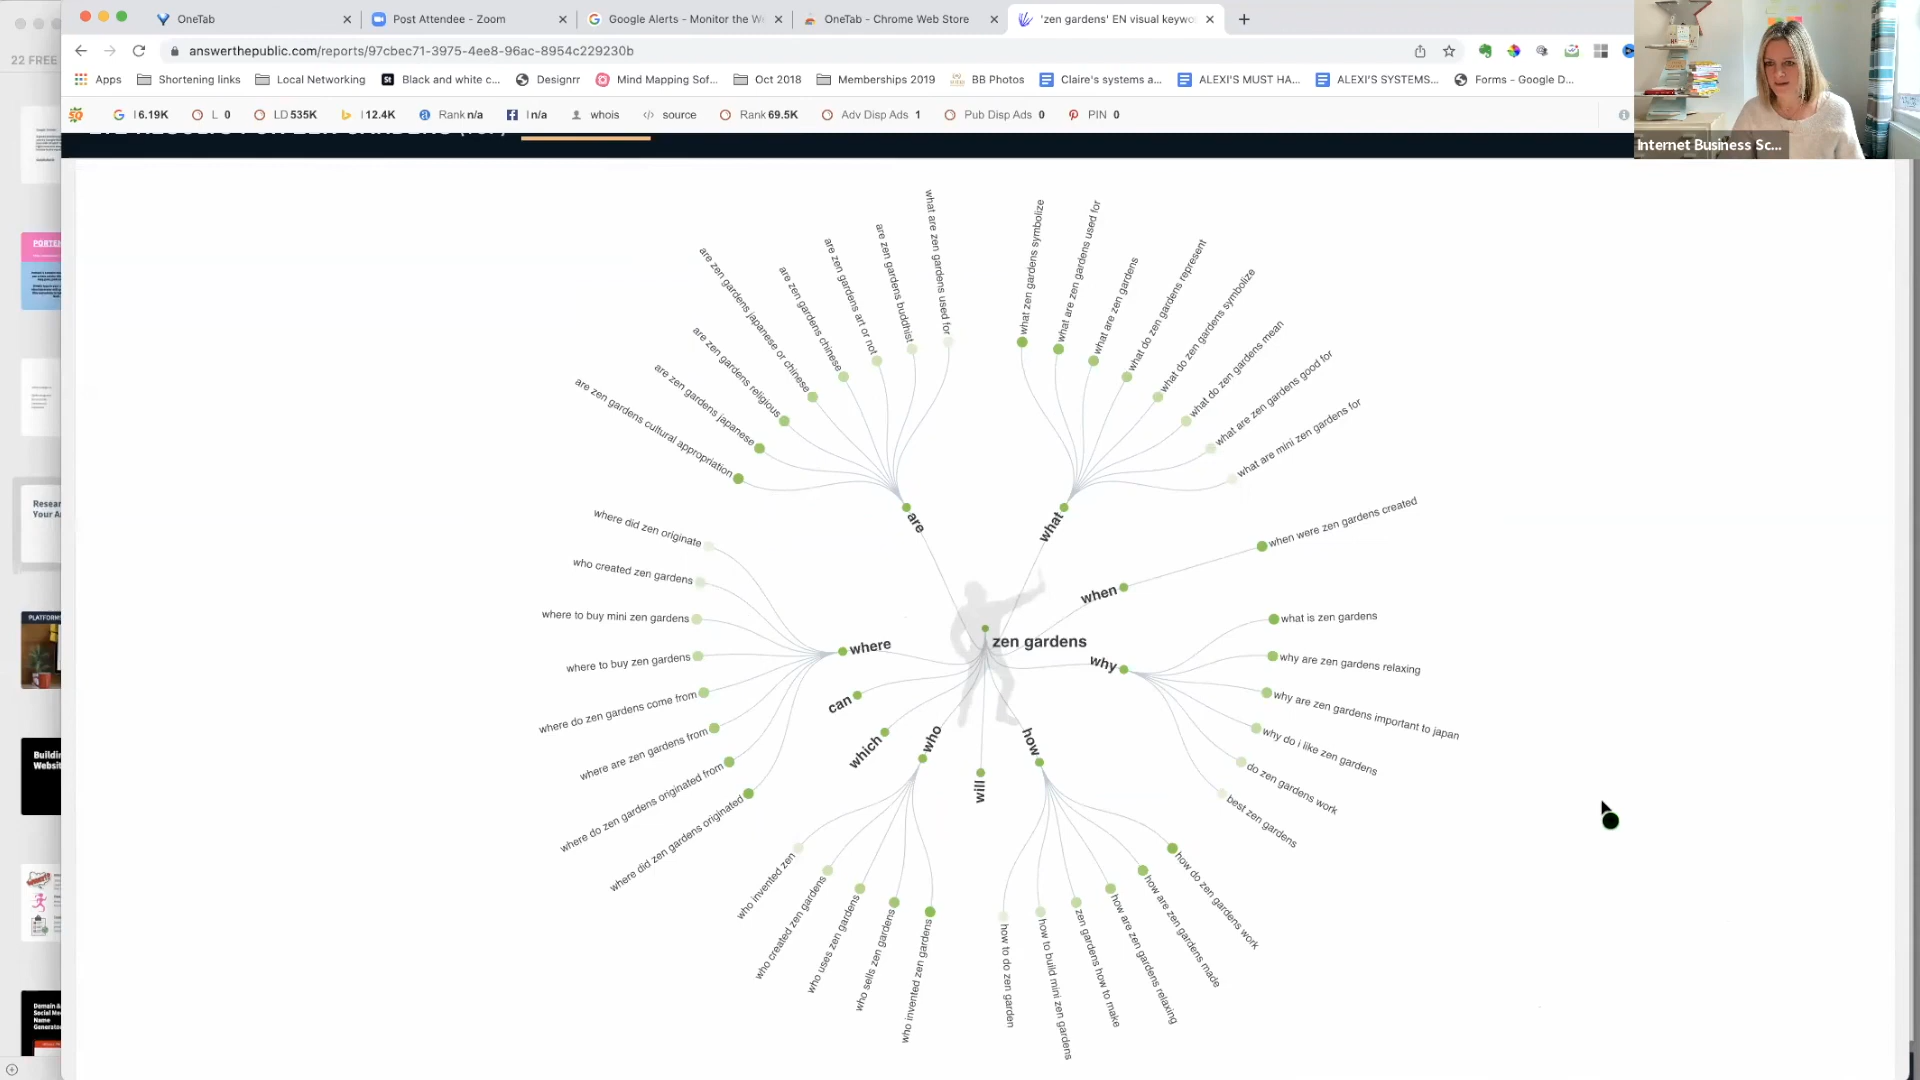 OneTab
Post Attendee - Zoom
Google Alerts - Monitor the W
OneTab - Chrome Web Store
'zen gardens' EN visual keywo
22 FREE
answerthepublic.com/reports/97cbec71-3975-4ee8-96ac-8954c229230b
Apps
Shortening links
Local Networking
Black and white c...
Designrr
Mind Mapping Sof...
Oct 2018
Memberships 2019
BB Photos
Claire's systems a...
ALEXI'S MUST HA...
ALEXI'S SYSTEMS...
Forms - Google D...
I 6.19K
L 0
LD 535K
I 12.4K
Rank n/a
I n/a
whois
source
Rank 69.5K
Adv Disp Ads 1
Pub Disp Ads 0
PIN 0
Internet Business Sc...
are
are zen gardens cultural appropriation
are zen gardens japanese
are zen gardens religious
are zen gardens japanese or chinese
are zen gardens chinese
are zen gardens art or not
are zen gardens buddhist
what are zen gardens used for
what
what zen gardens symbolize
what are zen gardens used for
what are zen gardens
what do zen gardens represent
what do zen gardens symbolize
what do zen gardens mean
what are zen gardens good for
what are mini zen gardens for
when
when were zen gardens created
zen gardens
why
what is zen gardens
why are zen gardens relaxing
why are zen gardens important to japan
why do i like zen gardens
do zen gardens work
best zen gardens
how
how do zen gardens work
how are zen gardens made
how are zen gardens relaxing
zen gardens how to make
how to build mini zen gardens
how to do zen garden
will
who
who invented zen gardens
who sells zen gardens
who uses zen gardens
who created zen gardens
who invented zen
which
can
where
where did zen gardens originated
where do zen gardens originated from
where are zen gardens from
where do zen gardens come from
where to buy zen gardens
where to buy mini zen gardens
who created zen gardens
where did zen originate
Resear
Your A
PLATFORM
Building
Websit
Domain &
Social Me
Name
Generato